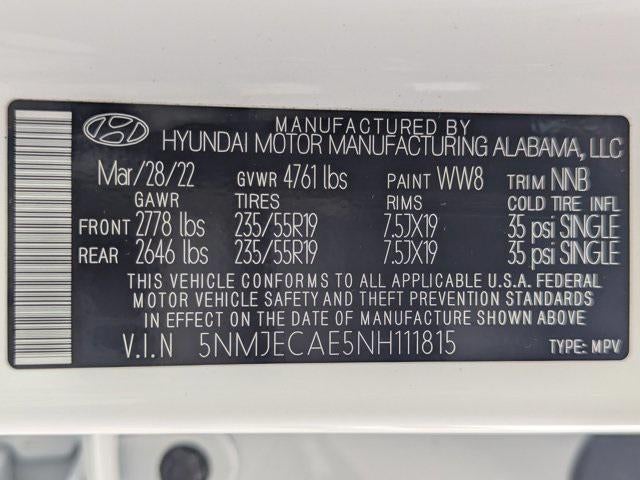 MANUFACTURED BY
HYUNDAI MOTOR MANUFACTURING ALABAMA, LLC
Mar/28/22 GVWR 4761 lbs PAINT WW8 TRIM NNB
GAWR TIRES RIMS COLD TIRE INFL
FRONT 2778 lbs 235/55R19 7.5JX19 35 psi SINGLE
REAR 2646 lbs 235/55R19 7.5JX19 35 psi SINGLE
THIS VEHICLE CONFORMS TO ALL APPLICABLE U.S.A. FEDERAL
MOTOR VEHICLE SAFETY AND THEFT PREVENTION STANDARDS
IN EFFECT ON THE DATE OF MANUFACTURE SHOWN ABOVE.
V.I.N 5NMJECAE5NH111815 TYPE: MPV